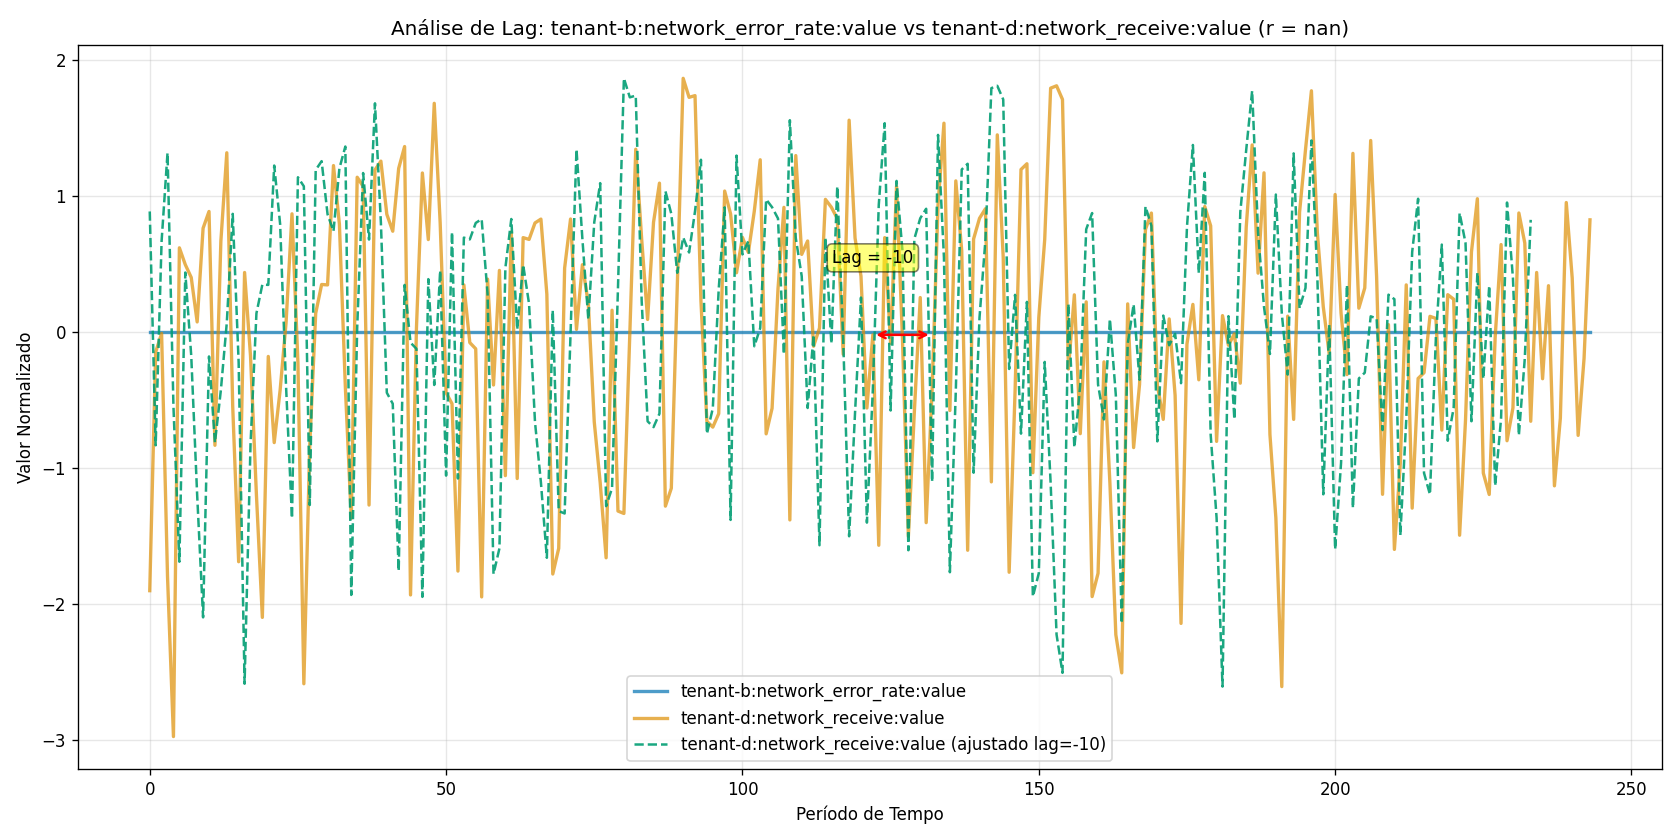 Análise de Lag: tenant-b:network_error_rate:value vs tenant-d:network_receive:value (r = nan)
Valor Normalizado
2
1
0
−1
−2
−3
Lag = -10
tenant-b:network_error_rate:value
tenant-d:network_receive:value
tenant-d:network_receive:value (ajustado lag=-10)
0 50 100 150 200 250
Período de Tempo